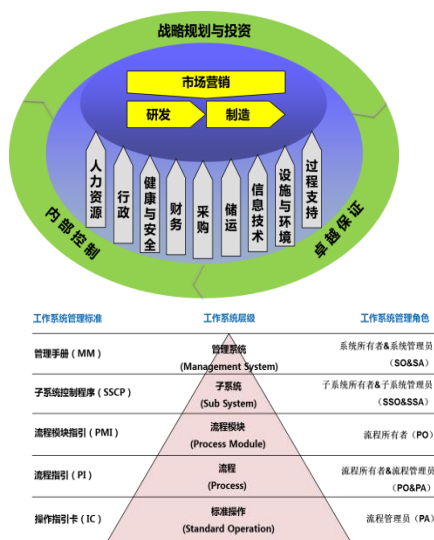 战略规划与投资
市场营销
研发
制造
人力资源
行政
健康与安全
财务
采购
储运
信息技术
设施与环境
过程支持
内部控制
卓越保证
工作系统管理标准
工作系统层级
工作系统管理角色
管理手册（MM）
管理系统
(Management System)
系统所有者&系统管理员
（SO&SA）
子系统控制程序（SSCP）
子系统
(Sub System)
子系统所有者&子系统管理员
（SSO&SSA）
流程模块指引（PMI）
流程模块
(Process Module)
流程所有者（PO）
流程指引（PI）
流程
(Process)
流程所有者&流程管理员
（PO&PA）
操作指引卡（IC）
标准操作
(Standard Operation)
流程管理员（PA）